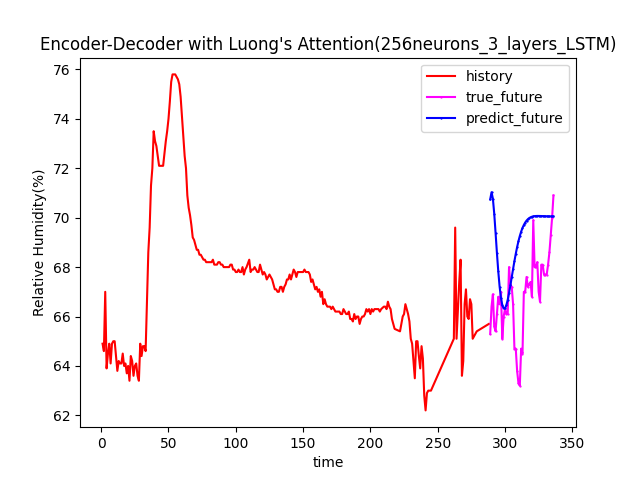 Encoder-Decoder with Luong's Attention(256neurons_3_layers_LSTM)
history
true_future
predict_future
Relative Humidity(%)
76
74
72
70
68
66
64
62
0 50 100 150 200 250 300 350
time